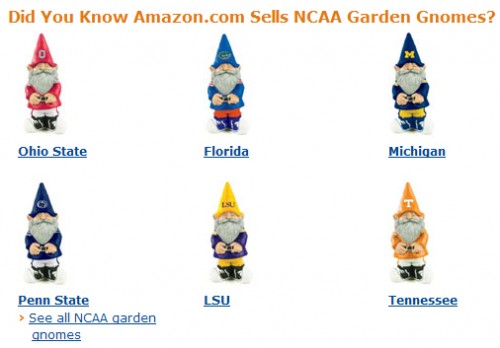 Did You Know Amazon.com Sells NCAA Garden Gnomes?
Ohio State
Florida
M
Michigan
Penn State
LSU
LSU
T
Tennessee
› See all NCAA garden
gnomes